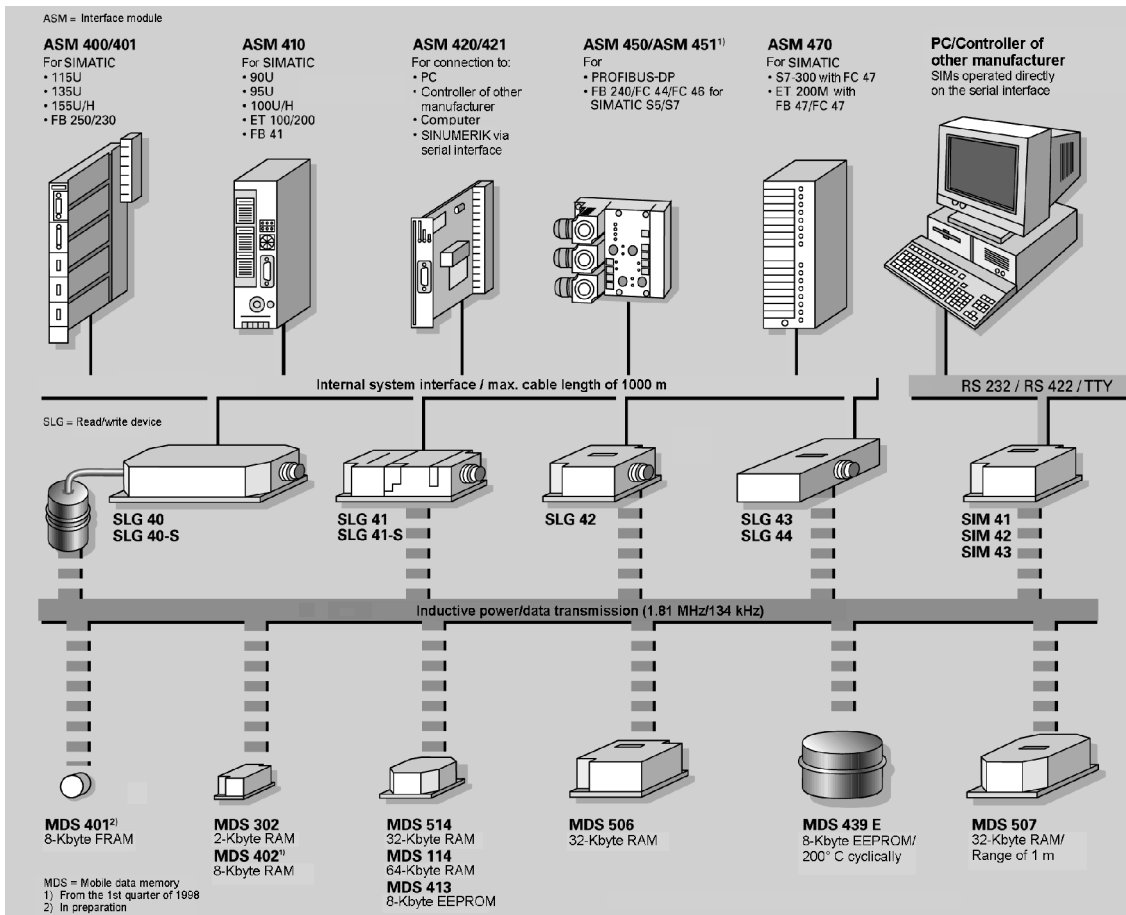 ASM = Interface module
ASM 400/401
For SIMATIC
• 115U
• 135U
• 155U/H
• FB 250/230
ASM 410
For SIMATIC
• 90U
• 95U
• 100U/H
• ET 100/200
• FB 41
ASM 420/421
For connection to:
• PC
• Controller of other
manufacturer
• Computer
• SINUMERIK via
serial interface
ASM 450/ASM 451¹⁾
For
• PROFIBUS-DP
• FB 240/FC 44/FC 46 for
SIMATIC S5/S7
ASM 470
For SIMATIC
• S7-300 with FC 47
• ET 200M with
FB 47/FC 47
PC/Controller of
other manufacturer
SIMs operated directly
on the serial interface
Internal system interface / max. cable length of 1000 m
RS 232 / RS 422 / TTY
SLG = Read/write device
SLG 40
SLG 40-S
SLG 41
SLG 41-S
SLG 42
SLG 43
SLG 44
SIM 41
SIM 42
SIM 43
Inductive power/data transmission (1.81 MHz/134 kHz)
MDS 401²⁾
8-Kbyte FRAM
MDS 302
2-Kbyte RAM
MDS 402¹⁾
8-Kbyte RAM
MDS 514
32-Kbyte RAM
MDS 114
64-Kbyte RAM
MDS 413
8-Kbyte EEPROM
MDS 506
32-Kbyte RAM
MDS 439 E
8-Kbyte EEPROM/
200° C cyclically
MDS 507
32-Kbyte RAM/
Range of 1 m
MDS = Mobile data memory
1) From the 1st quarter of 1998
2) In preparation